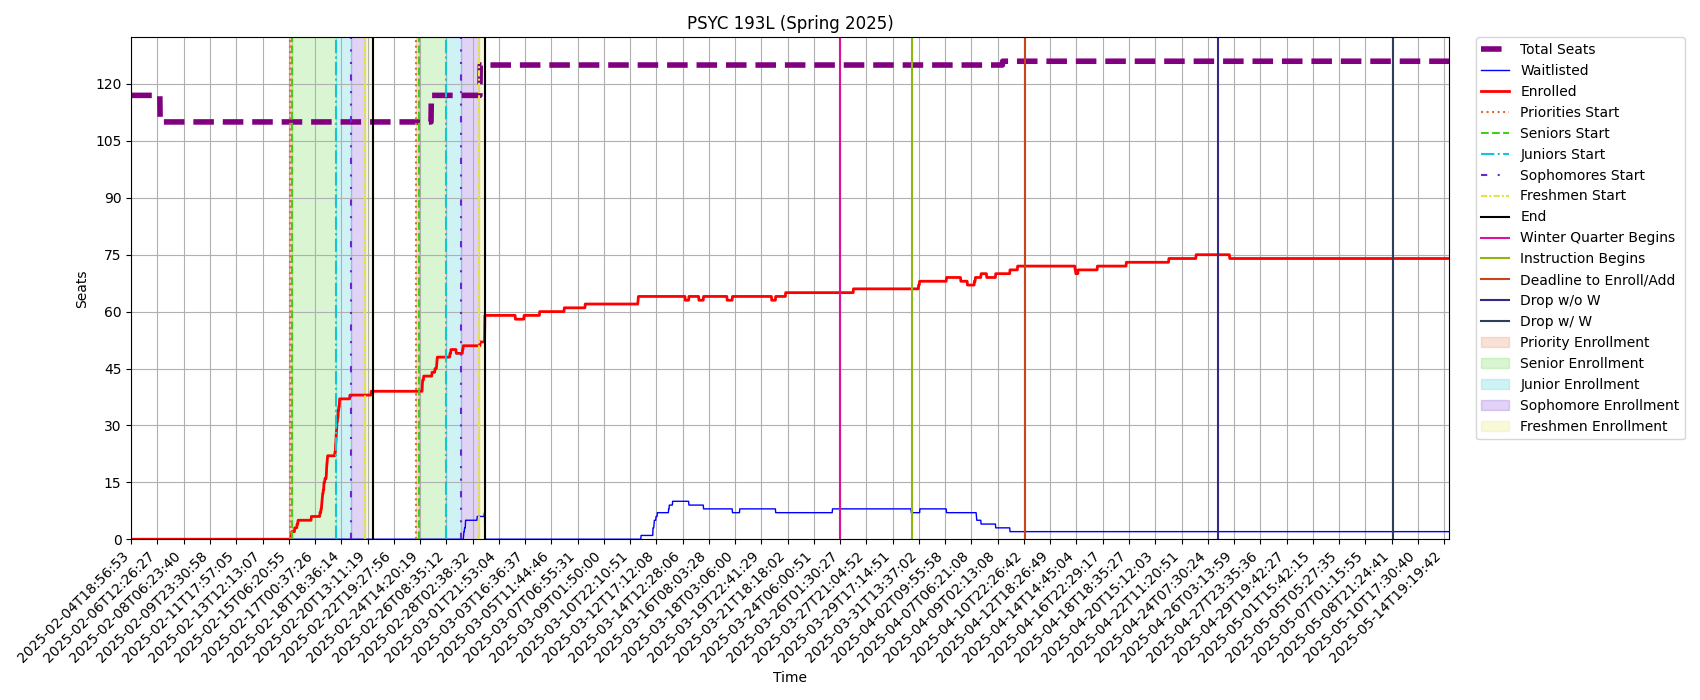 PSYC 193L (Spring 2025)
Seats
120
105
90
75
60
45
30
15
0
2025-02-04T18:56:53
2025-02-06T12:26:27
2025-02-08T06:23:40
2025-02-09T23:30:58
2025-02-11T17:57:05
2025-02-13T12:13:07
2025-02-15T06:20:55
2025-02-17T00:37:26
2025-02-18T18:36:14
2025-02-20T13:11:19
2025-02-22T19:27:56
2025-02-24T14:20:19
2025-02-26T08:35:12
2025-02-28T02:38:32
2025-03-01T21:53:04
2025-03-03T16:36:37
2025-03-05T11:44:46
2025-03-07T06:55:31
2025-03-09T01:50:00
2025-03-10T22:10:51
2025-03-12T17:12:08
2025-03-14T12:28:06
2025-03-16T08:03:28
2025-03-18T03:06:00
2025-03-19T22:41:29
2025-03-21T18:18:02
2025-03-24T06:00:51
2025-03-26T01:30:27
2025-03-27T21:04:52
2025-03-29T17:14:51
2025-03-31T13:37:02
2025-04-02T09:55:58
2025-04-07T06:21:08
2025-04-09T02:13:08
2025-04-10T22:26:42
2025-04-12T18:26:49
2025-04-14T14:45:04
2025-04-16T22:29:17
2025-04-18T18:35:27
2025-04-20T15:12:03
2025-04-22T11:20:51
2025-04-24T07:30:24
2025-04-26T03:13:59
2025-04-27T23:35:36
2025-04-29T19:42:27
2025-05-01T15:42:15
2025-05-05T05:27:35
2025-05-07T01:15:55
2025-05-08T21:24:41
2025-05-10T17:30:40
2025-05-14T19:19:42
Time
Total Seats
Waitlisted
Enrolled
Priorities Start
Seniors Start
Juniors Start
Sophomores Start
Freshmen Start
End
Winter Quarter Begins
Instruction Begins
Deadline to Enroll/Add
Drop w/o W
Drop w/ W
Priority Enrollment
Senior Enrollment
Junior Enrollment
Sophomore Enrollment
Freshmen Enrollment